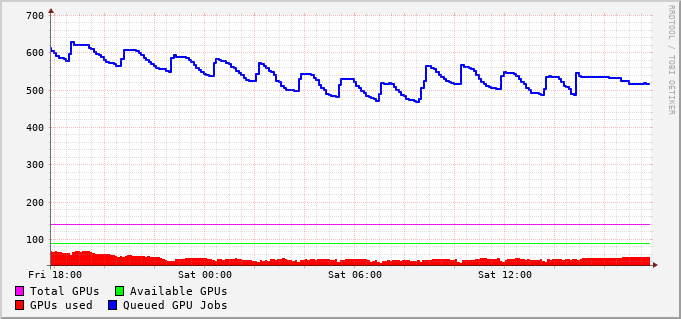 700
600
500
400
300
200
100
Fri 18:00 Sat 00:00 Sat 06:00 Sat 12:00
Total GPUs Available GPUs
GPUs used Queued GPU Jobs
RRDTOOL / TOBI OETIKER